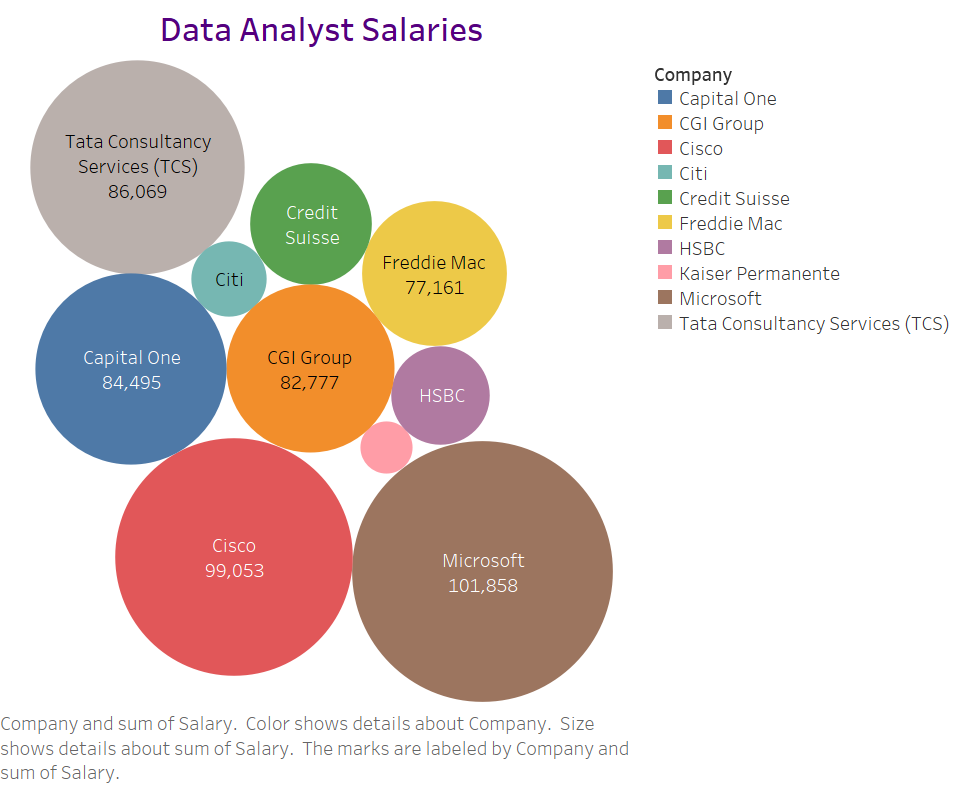 Data Analyst Salaries
Tata Consultancy
Services (TCS)
86,069
Credit
Suisse
Freddie Mac
77,161
Citi
Capital One
84,495
CGI Group
82,777
HSBC
Cisco
99,053
Microsoft
101,858
Company
Capital One
CGI Group
Cisco
Citi
Credit Suisse
Freddie Mac
HSBC
Kaiser Permanente
Microsoft
Tata Consultancy Services (TCS)
Company and sum of Salary.  Color shows details about Company.  Size
shows details about sum of Salary.  The marks are labeled by Company and
sum of Salary.